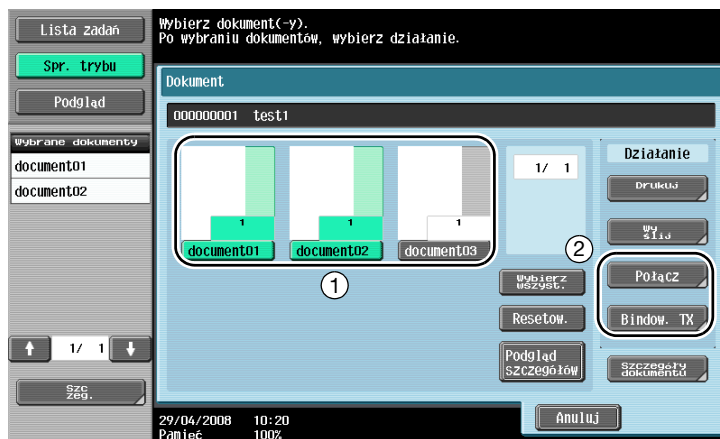 Lista zadań
Spr. trybu
Podgląd
Wybrane dokumenty
document01
document02
1/ 1
Szc
zeg.
Wybierz dokument(-y).
Po wybraniu dokumentów, wybierz działanie.
Dokument
000000001 test1
1
document01
1
document02
1
document03
1
1/ 1
Wybierz
wszyst.
Resetow.
Podgląd
szczegółów
Działanie
Drukuj
Wy
ślij
2
Połącz
Bindow. TX
Szczegóły
dokumentu
Anuluj
29/04/2008 10:20
Pamięć 100%